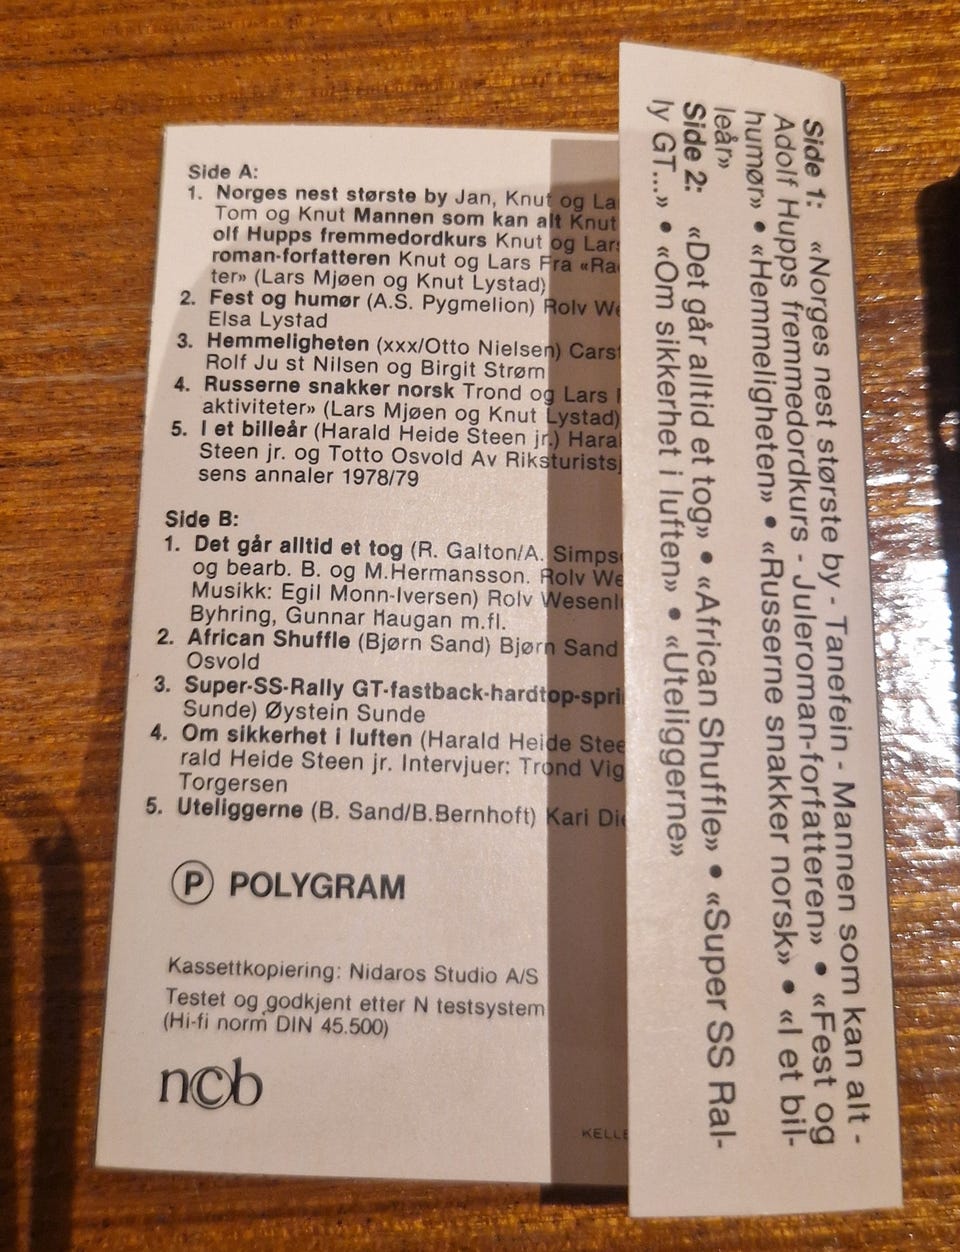 Side A:
1. Norges nest største by Jan, Knut og La
Tom og Knut Mannen som kan alt Knut
olf Hupps fremmedordkurs Knut og Lars
roman-forfatteren Knut og Lars Fra «Ra
ter» (Lars Mjøen og Knut Lystad)
2. Fest og humør (A.S. Pygmelion) Rolv We
Elsa Lystad
3. Hemmeligheten (xxx/Otto Nielsen) Carst
Rolf Ju st Nilsen og Birgit Strøm
4. Russerne snakker norsk Trond og Lars
aktiviteter» (Lars Mjøen og Knut Lystad)
5. I et billeår (Harald Heide Steen jr.) Hara
Steen jr. og Totto Osvold Av Riksturistsj
sens annaler 1978/79
Side B:
1. Det går alltid et tog (R. Galton/A. Simps
og bearb. B. og M.Hermansson. Rolv We
Musikk: Egil Monn-Iversen) Rolv Wesenl
Byhring, Gunnar Haugan m.fl.
2. African Shuffle (Bjørn Sand) Bjørn Sand
Osvold
3. Super-SS-Rally GT-fastback-hardtop-spri
Sunde) Øystein Sunde
4. Om sikkerhet i luften (Harald Heide Stee
rald Heide Steen jr. Intervjuer: Trond Vig
Torgersen
5. Uteliggerne (B. Sand/B.Bernhoft) Kari Die
P POLYGRAM
Kassettkopiering: Nidaros Studio A/S
Testet og godkjent etter N testsystem
(Hi-fi norm DIN 45.500)
ncb
KELLE
Side 1: «Norges nest største by - Tanefein - Mannen som kan alt -
Adolf Hupps fremmedordkurs - Juleroman-forfatteren» • «Fest og
humør» • «Hemmeligheten» • «Russerne snakker norsk» • «I et bil-
leår»
Side 2: «Det går alltid et tog» • «African Shuffle» • «Super SS Ral-
ly GT...» • «Om sikkerhet i luften» • «Uteliggerne»